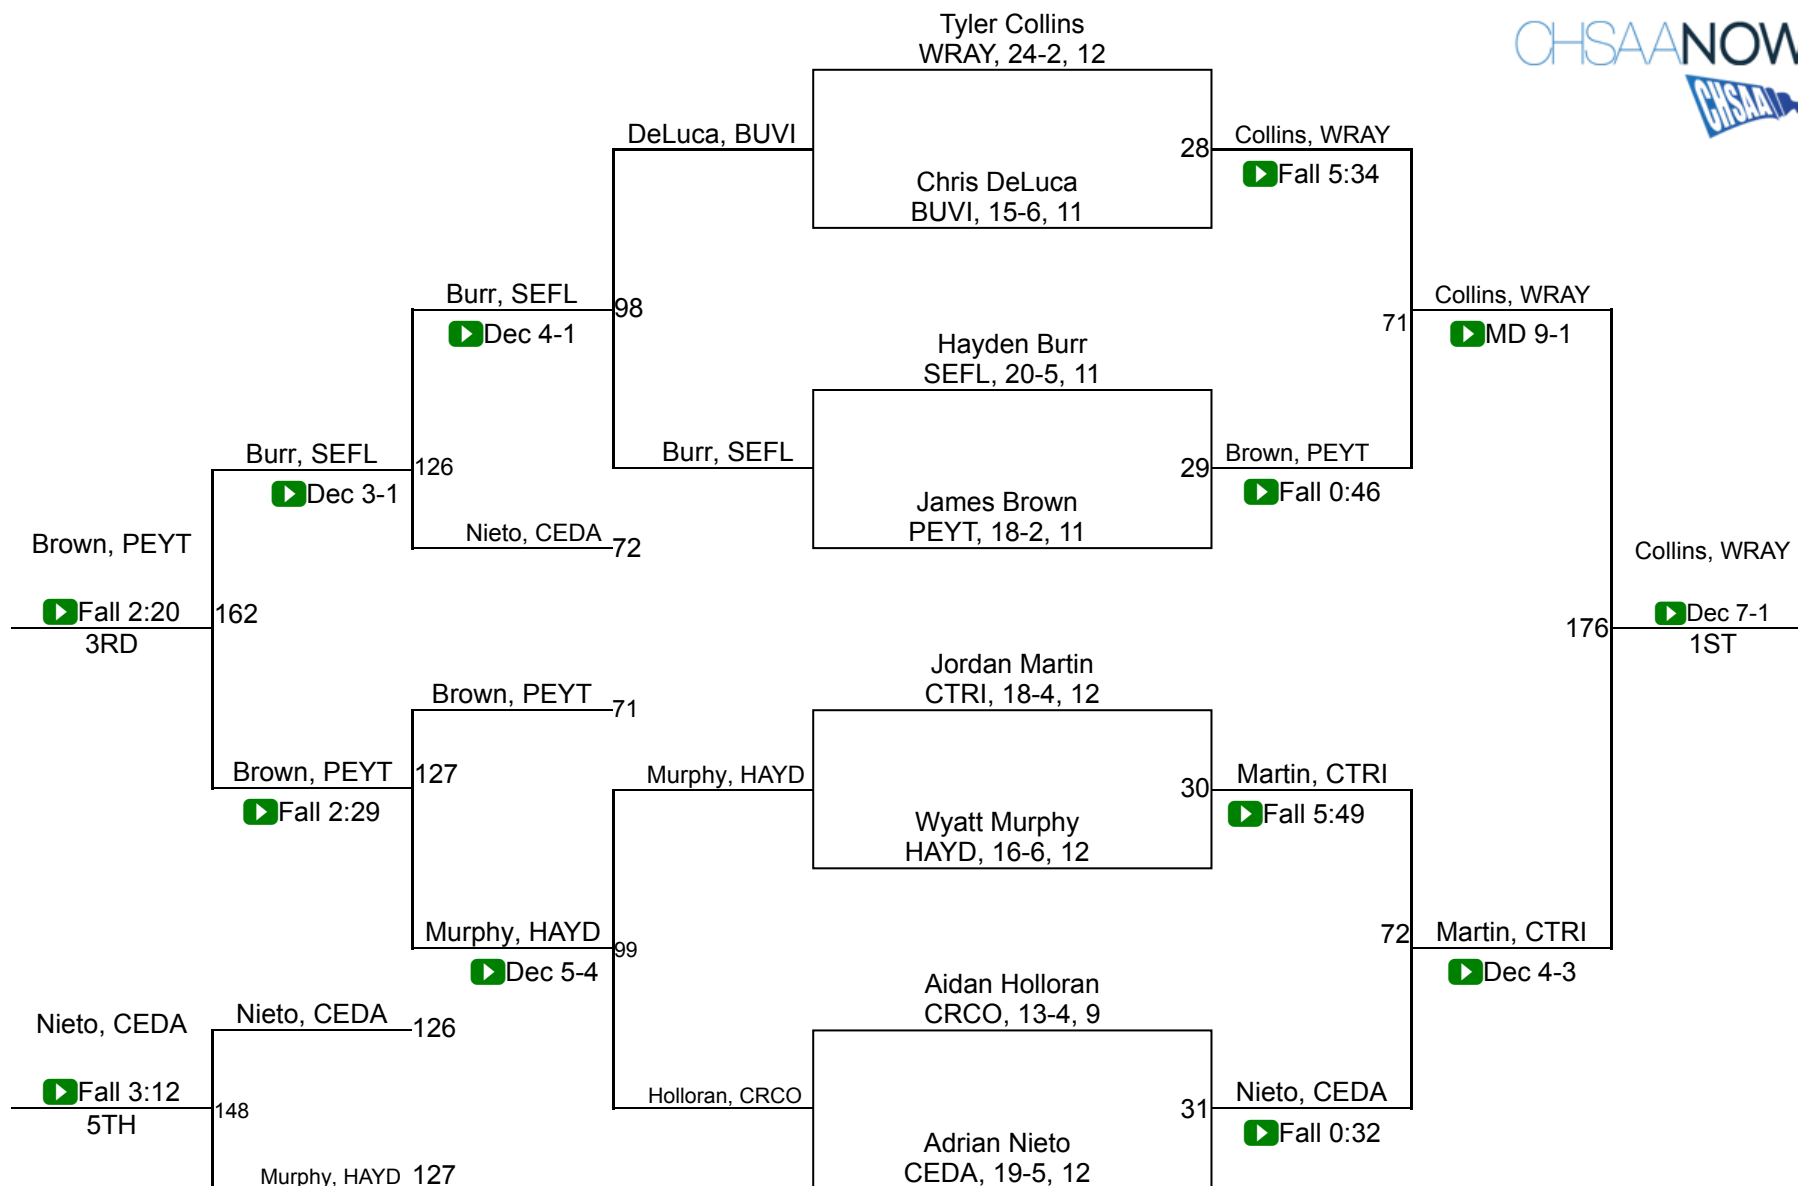 Tyler Collins
WRAY, 24-2, 12
CHSAANOW
CHSAA
DeLuca, BUVI
28
Collins, WRAY
Fall 5:34
Chris DeLuca
BUVI, 15-6, 11
Burr, SEFL
98
Dec 4-1
71
Collins, WRAY
MD 9-1
Hayden Burr
SEFL, 20-5, 11
Burr, SEFL
126
Dec 3-1
Burr, SEFL
29
Brown, PEYT
Fall 0:46
James Brown
PEYT, 18-2, 11
Nieto, CEDA
72
Brown, PEYT
Collins, WRAY
Fall 2:20
162
3RD
176
Dec 7-1
1ST
Jordan Martin
CTRI, 18-4, 12
Brown, PEYT
71
Brown, PEYT
127
Fall 2:29
Murphy, HAYD
30
Martin, CTRI
Fall 5:49
Wyatt Murphy
HAYD, 16-6, 12
Murphy, HAYD
99
Dec 5-4
72
Martin, CTRI
Dec 4-3
Aidan Holloran
CRCO, 13-4, 9
Nieto, CEDA
Nieto, CEDA
126
Fall 3:12
148
5TH
Holloran, CRCO
31
Nieto, CEDA
Fall 0:32
Adrian Nieto
CEDA, 19-5, 12
Murphy, HAYD
127